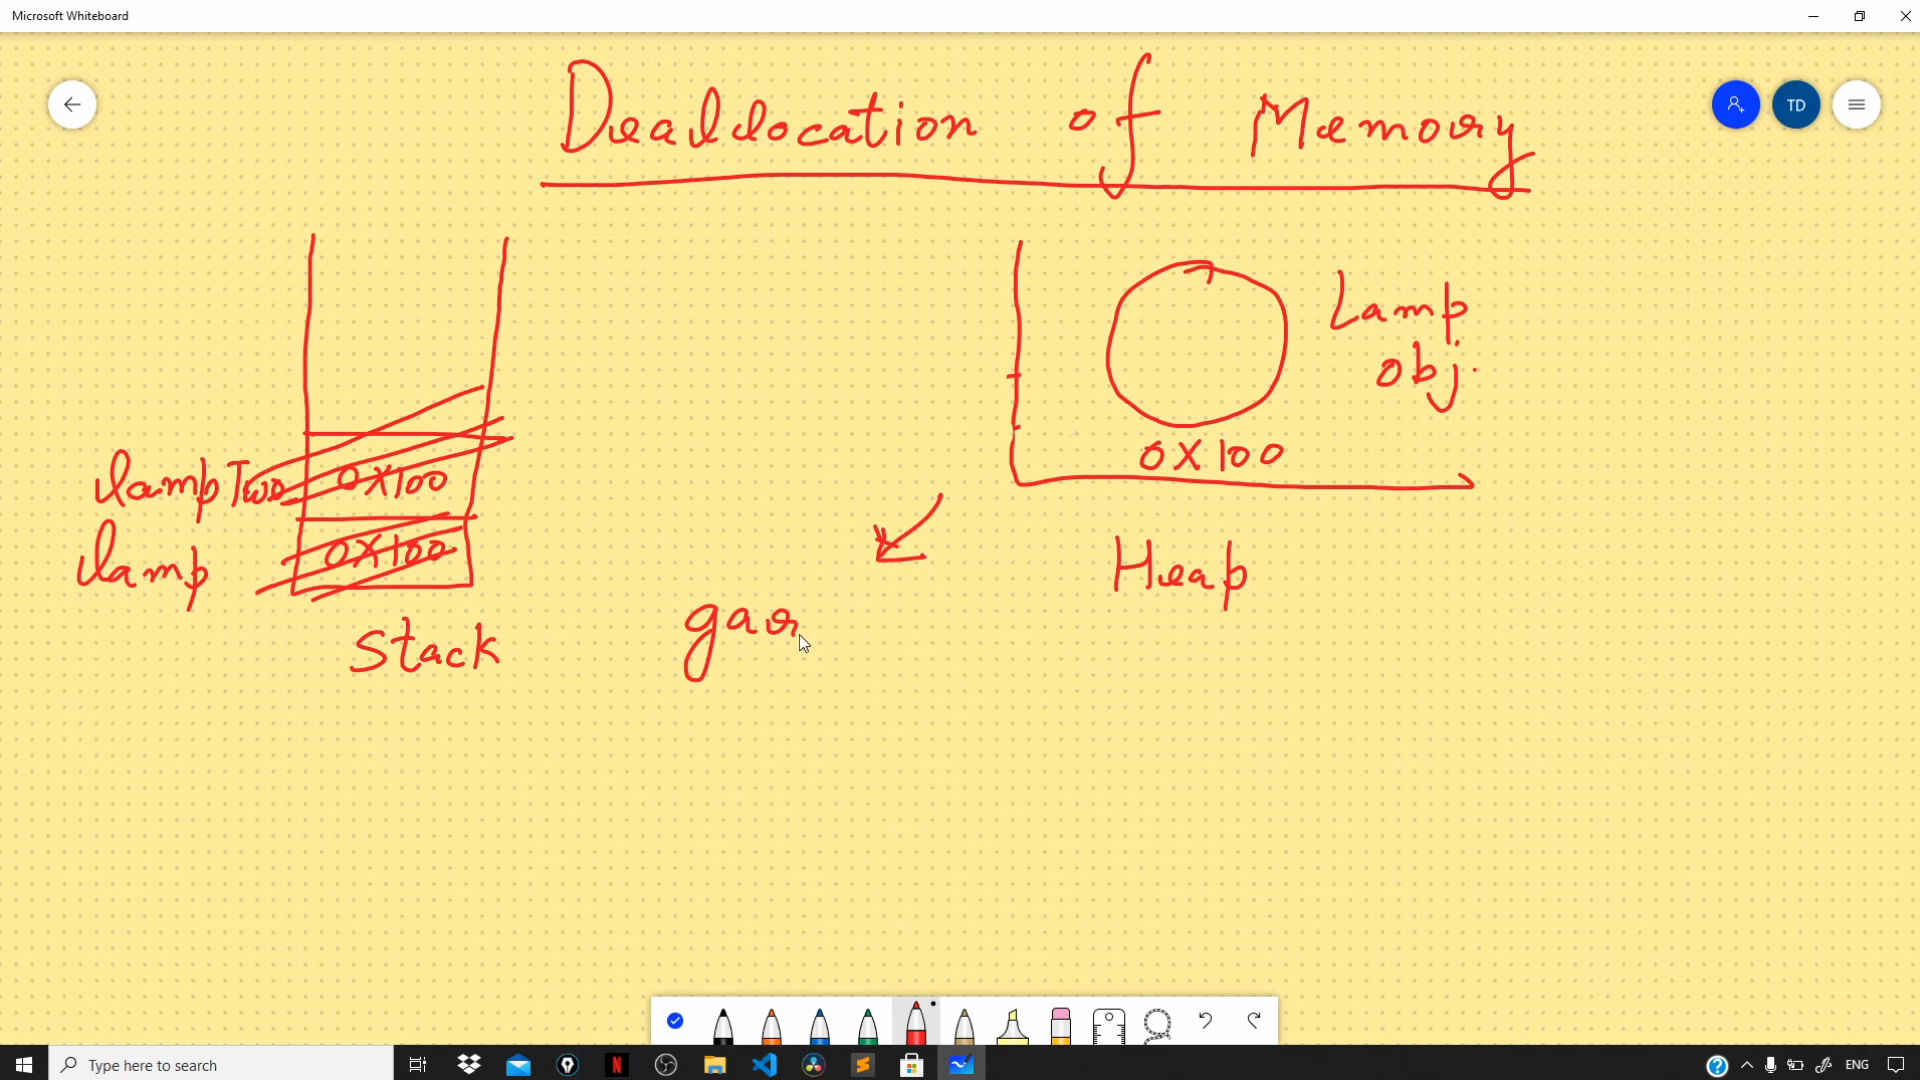 Microsoft Whiteboard
Deallocation of Memory
TD
Lamp
obj.
0X100
lampTwo 0X100
lamp 0X100
Heap
gar
Stack
Type here to search
N
ENG